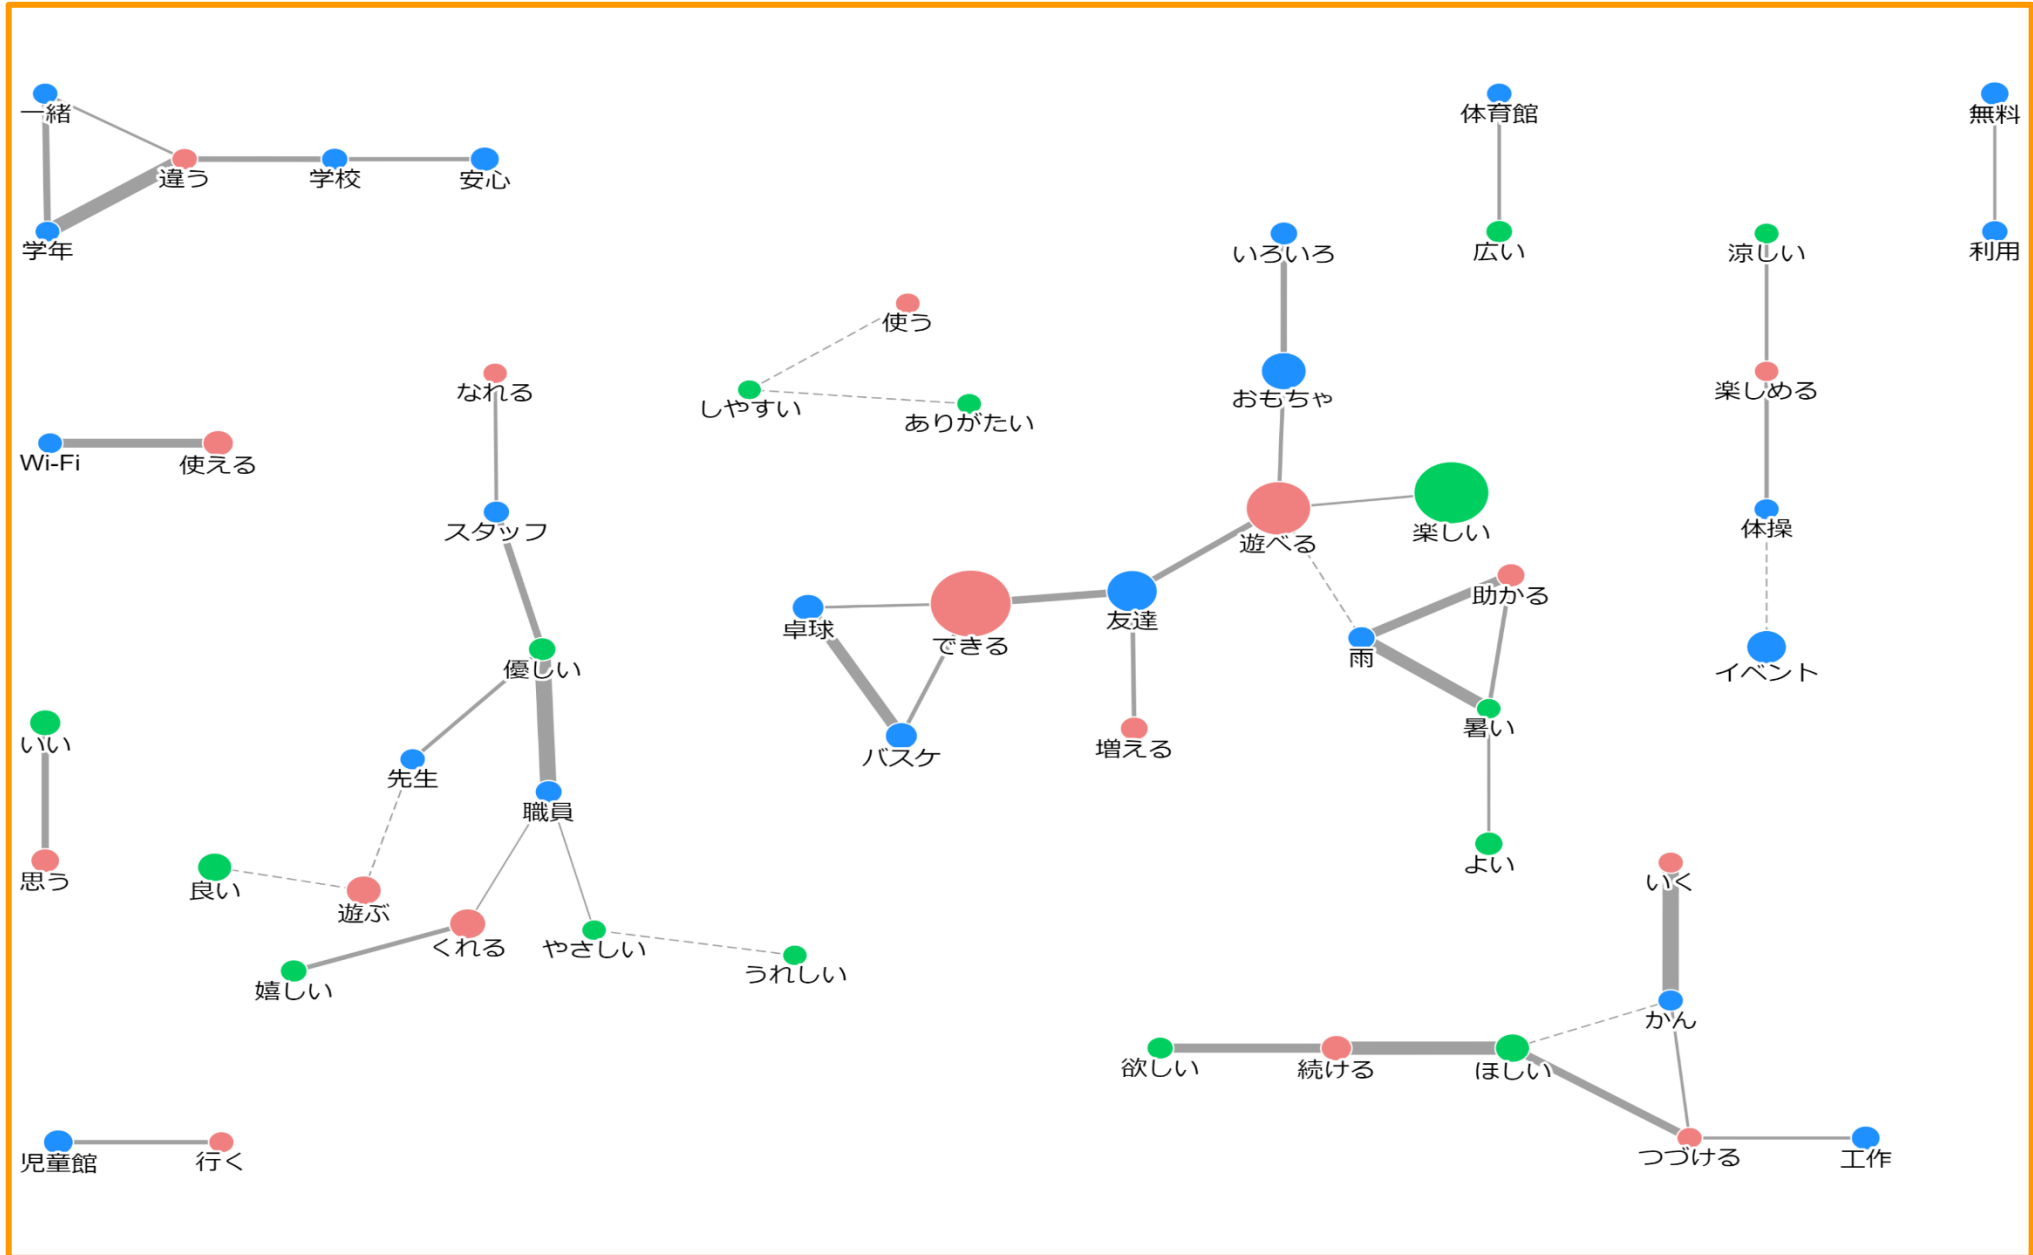 一緒
体育館
無料
違う
学校
安心
学年
いろいろ
広い
涼しい
利用
使う
なれる
しやすい
ありがたい
おもちゃ
楽しめる
Wi-Fi
使える
スタッフ
遊べる
楽しい
体操
助かる
卓球
できる
友達
雨
優しい
イベント
いい
先生
バスケ
増える
暑い
職員
思う
良い
遊ぶ
よい
いく
くれる
やさしい
嬉しい
うれしい
かん
欲しい
続ける
ほしい
児童館
行く
つづける
工作